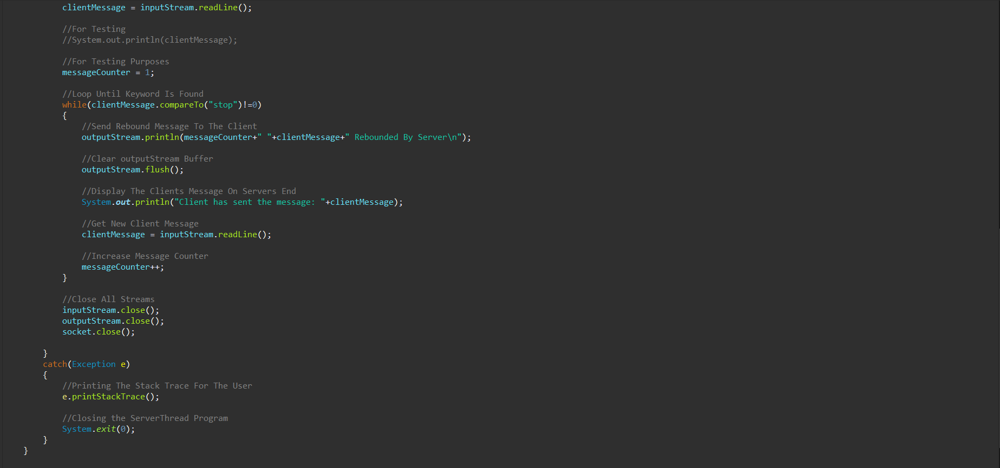 clientMessage = inputStream.readLine();
//For Testing
//System.out.println(clientMessage);
//For Testing Purposes
messageCounter = 1;
//Loop Until Keyword Is Found
while(clientMessage.compareTo("stop")!=0)
{
//Send Rebound Message To The Client
outputStream.println(messageCounter+" "+clientMessage+" Rebounded By Server\n");
//Clear outputStream Buffer
outputStream.flush();
//Display The Clients Message On Servers End
System.out.println("Client has sent the message: "+clientMessage);
//Get New Client Message
clientMessage = inputStream.readLine();
//Increase Message Counter
messageCounter++;
}
//Close All Streams
inputStream.close();
outputStream.close();
socket.close();
}
catch(Exception e)
{
//Printing The Stack Trace For The User
e.printStackTrace();
//Closing the ServerThread Program
System.exit(0);
}
}